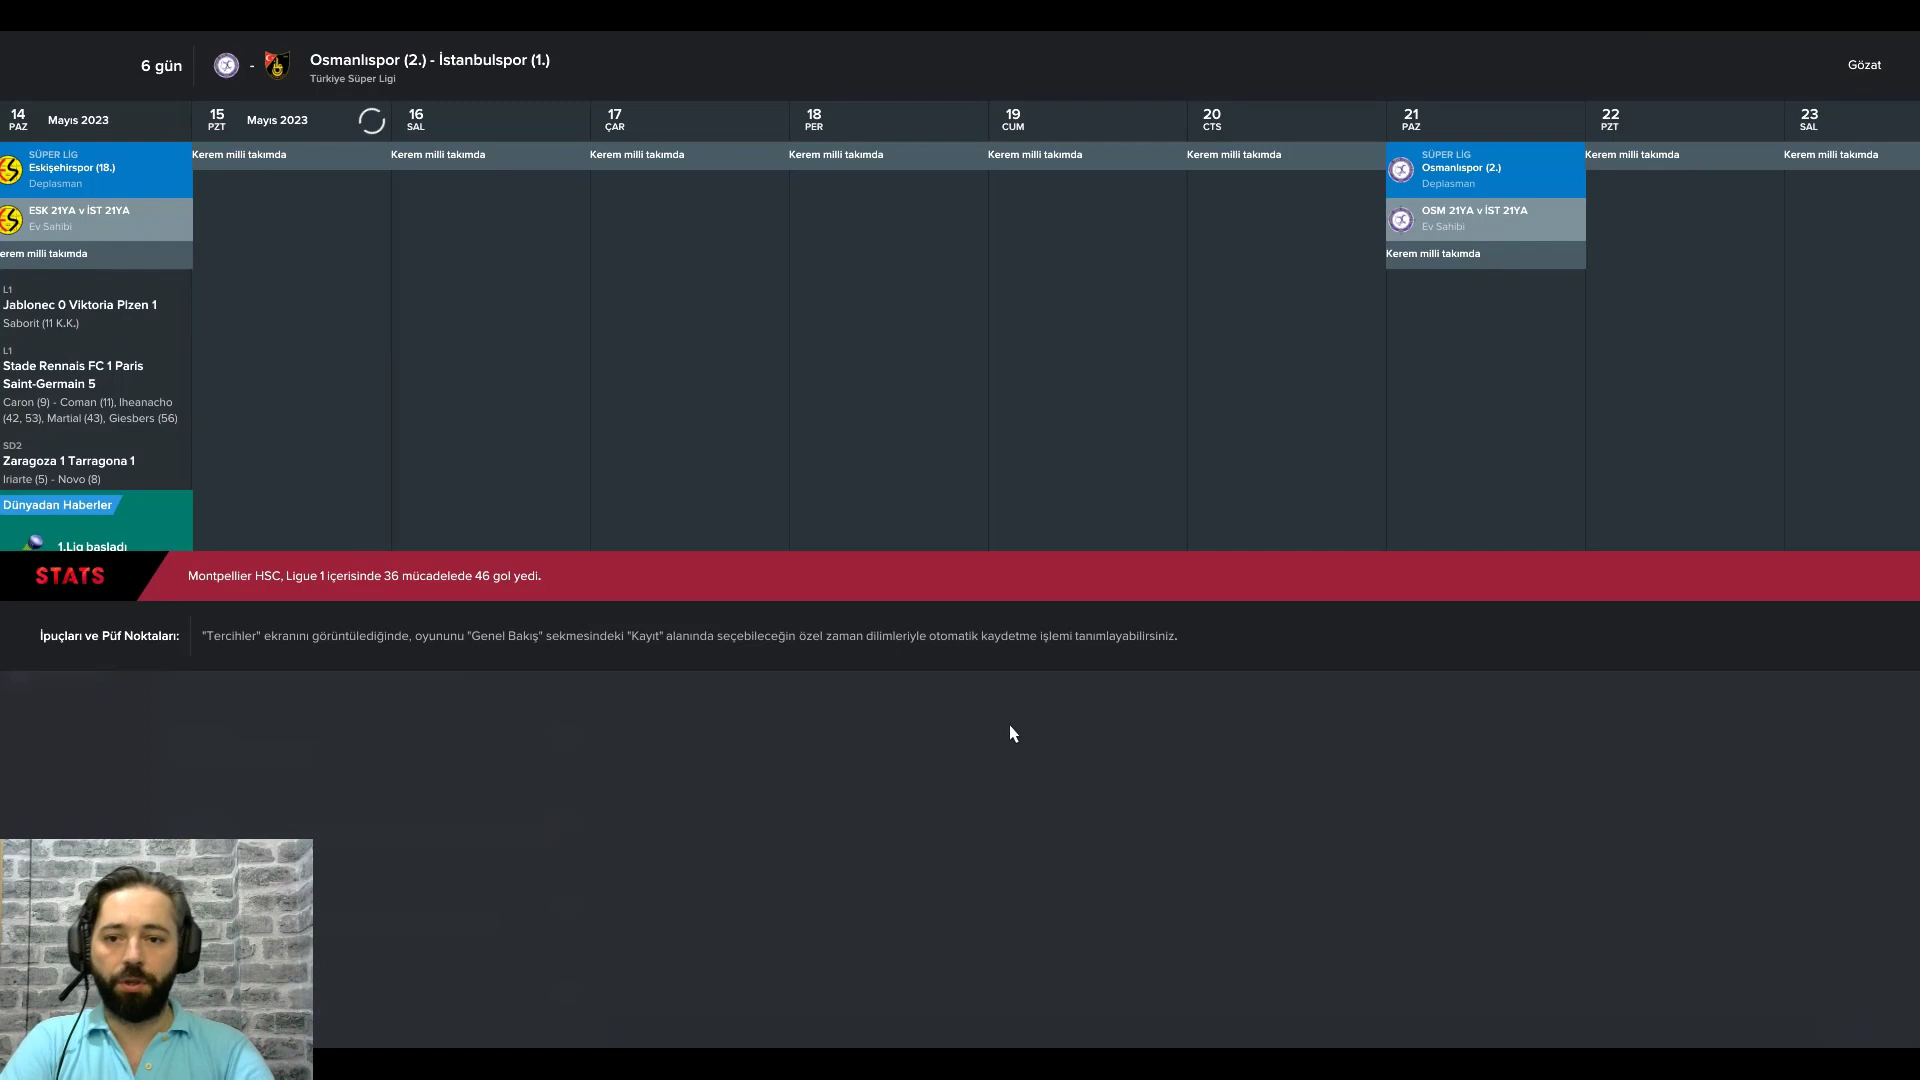 6 gün
-
Osmanlıspor (2.) - İstanbulspor (1.)
Türkiye Süper Ligi
Gözat
14 PAZ Mayıs 2023
15 PZT Mayıs 2023
16 SAL
17 ÇAR
18 PER
19 CUM
20 CTS
21 PAZ
22 PZT
23 SAL
SÜPER LİG
Eskişehirspor (18.)
Deplasman
ESK 21YA v İST 21YA
Ev Sahibi
erem milli takımda
Kerem milli takımda
Kerem milli takımda
Kerem milli takımda
Kerem milli takımda
Kerem milli takımda
Kerem milli takımda
SÜPER LİG
Osmanlıspor (2.)
Deplasman
OSM 21YA v İST 21YA
Ev Sahibi
Kerem milli takımda
Kerem milli takımda
Kerem milli takımda
L1
Jablonec 0 Viktoria Plzen 1
Saborit (11 K.K.)
L1
Stade Rennais FC 1 Paris
Saint-Germain 5
Caron (9) - Coman (11), Iheanacho
(42, 53), Martial (43), Giesbers (56)
SD2
Zaragoza 1 Tarragona 1
Iriarte (5) - Novo (8)
Dünyadan Haberler
1.Lig başladı
STATS
Montpellier HSC, Ligue 1 içerisinde 36 mücadelede 46 gol yedi.
İpuçları ve Püf Noktaları:
"Tercihler" ekranını görüntülediğinde, oyununu "Genel Bakış" sekmesindeki "Kayıt" alanında seçebileceğin özel zaman dilimleriyle otomatik kaydetme işlemi tanımlayabilirsiniz.